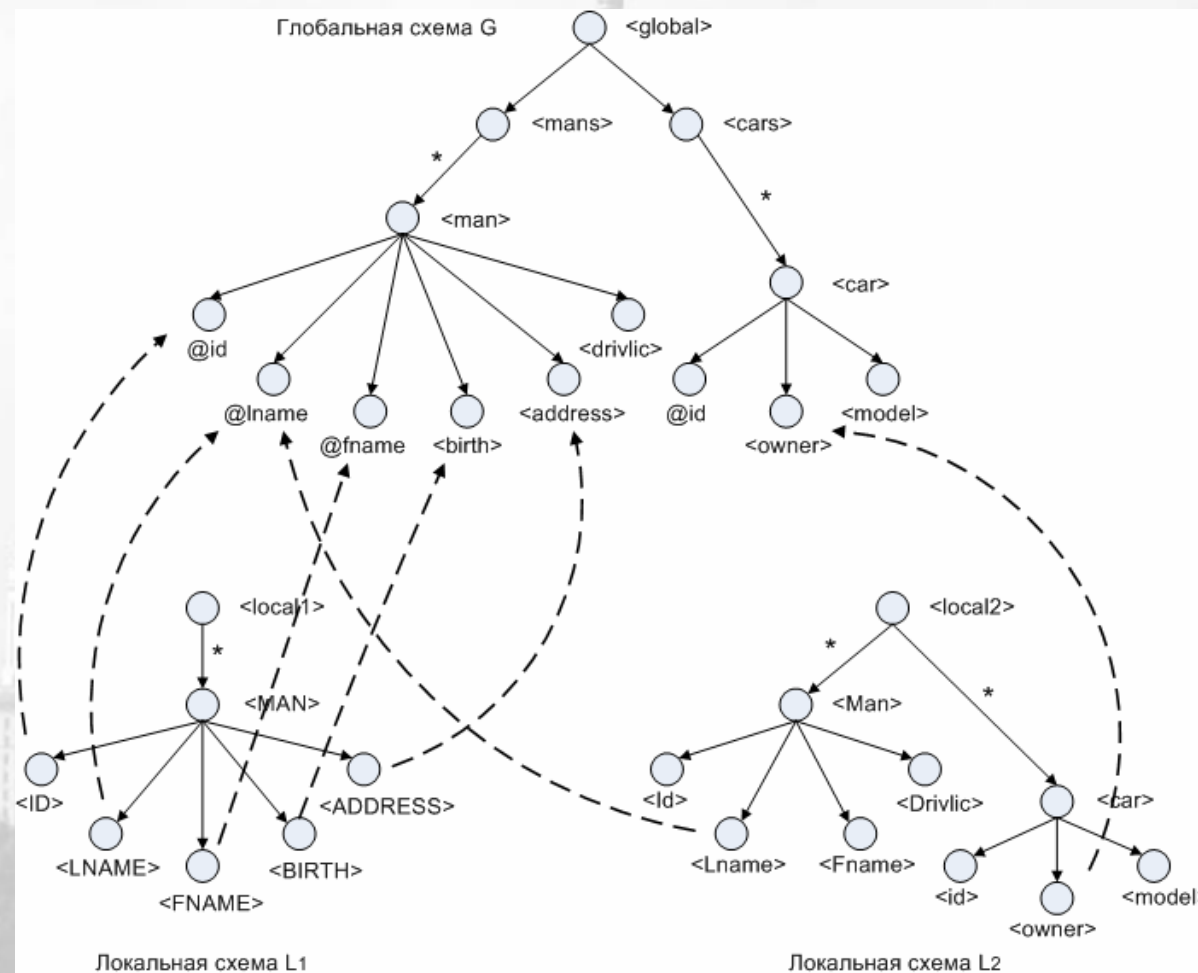 Глобальная схема G
<global>
<mans>
<cars>
*
*
<man>
<car>
@id
<drivlic>
@lname
<address>
@id
<model>
@fname
<birth>
<owner>
<local1>
<local2>
*
*
*
<MAN>
<Man>
<ID>
<ADDRESS>
<Id>
<Drivlic>
<car>
<LNAME>
<BIRTH>
<Lname>
<Fname>
<FNAME>
<id>
<model
<owner>
Локальная схема L1
Локальная схема L2